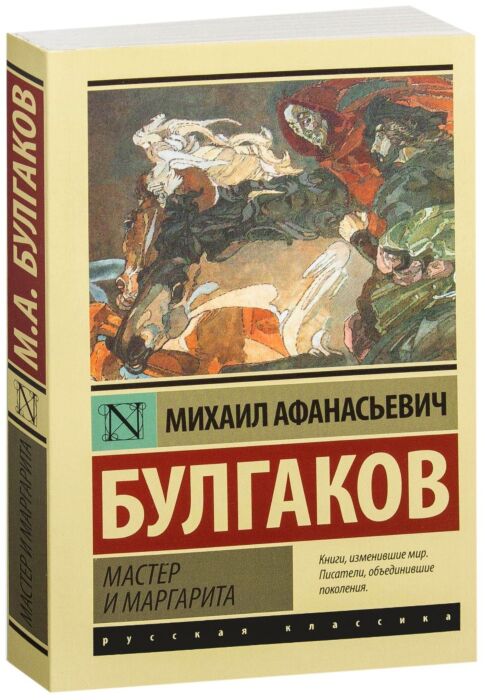 М.А. БУЛГАКОВ
МАСТЕР И МАРГАРИТА
N
МИХАИЛ АФАНАСЬЕВИЧ
БУЛГАКОВ
МАСТЕР
И МАРГАРИТА
Книги, изменившие мир.
Писатели, объединившие
поколения.
русская классика